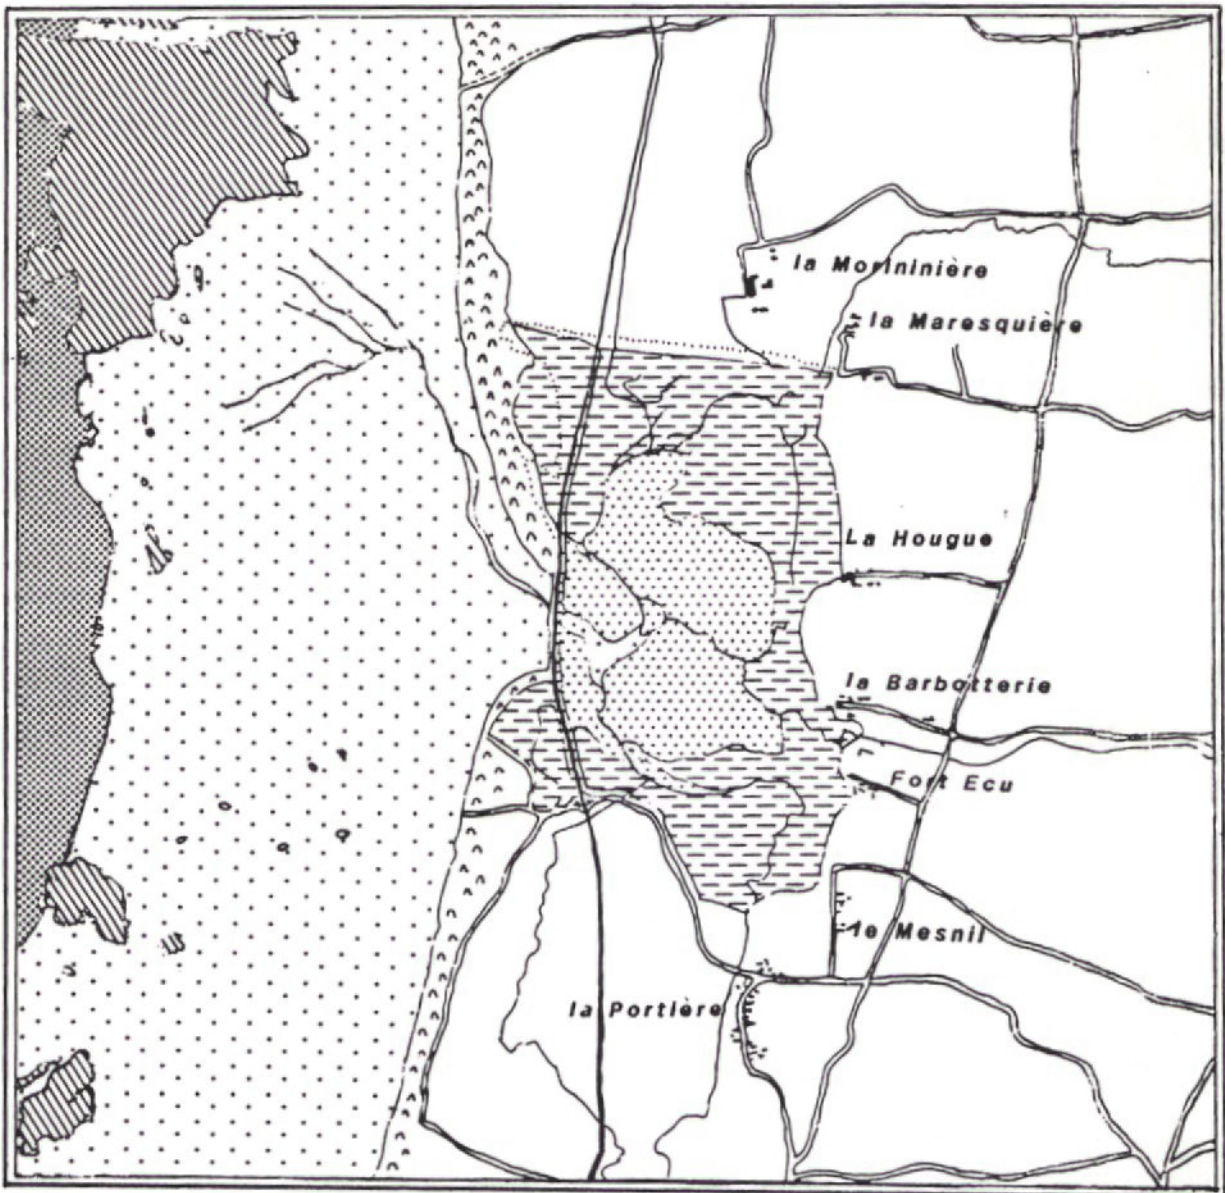 la Morininière
la Maresquière
La Hougue
la Barbotterie
Fort Ecu
le Mesnil
la Portière